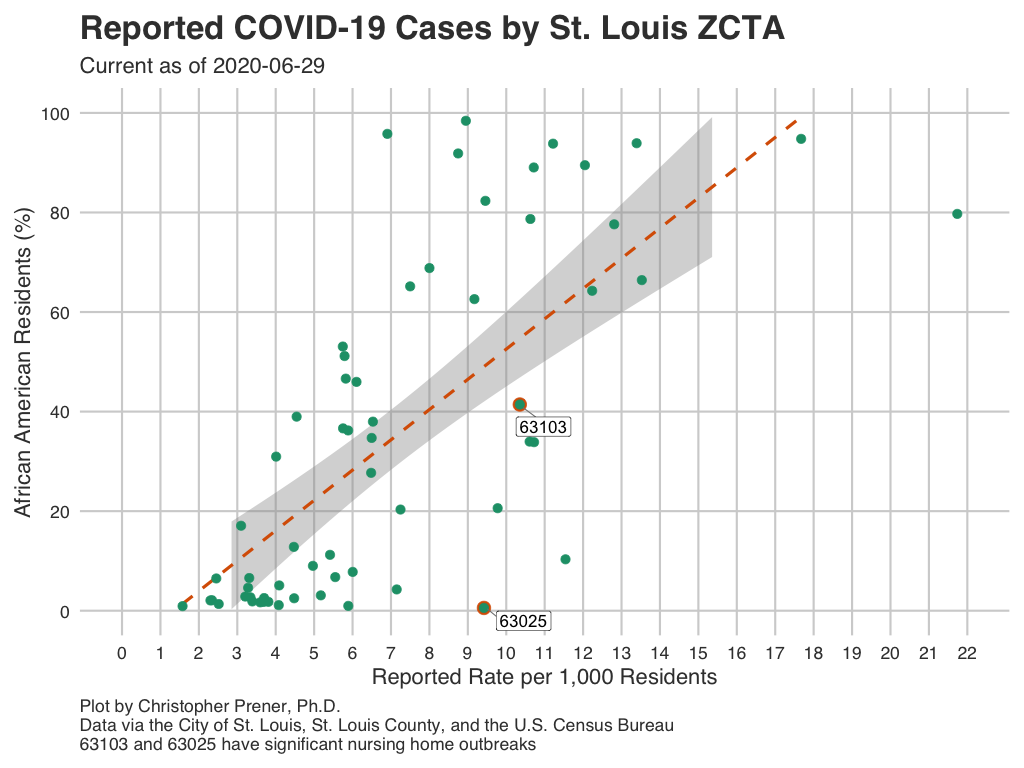 Reported COVID-19 Cases by St. Louis ZCTA
Current as of 2020-06-29
African American Residents (%)
100
80
60
40
20
0
63103
63025
0 1 2 3 4 5 6 7 8 9 10 11 12 13 14 15 16 17 18 19 20 21 22
Reported Rate per 1,000 Residents
Plot by Christopher Prener, Ph.D.
Data via the City of St. Louis, St. Louis County, and the U.S. Census Bureau
63103 and 63025 have significant nursing home outbreaks